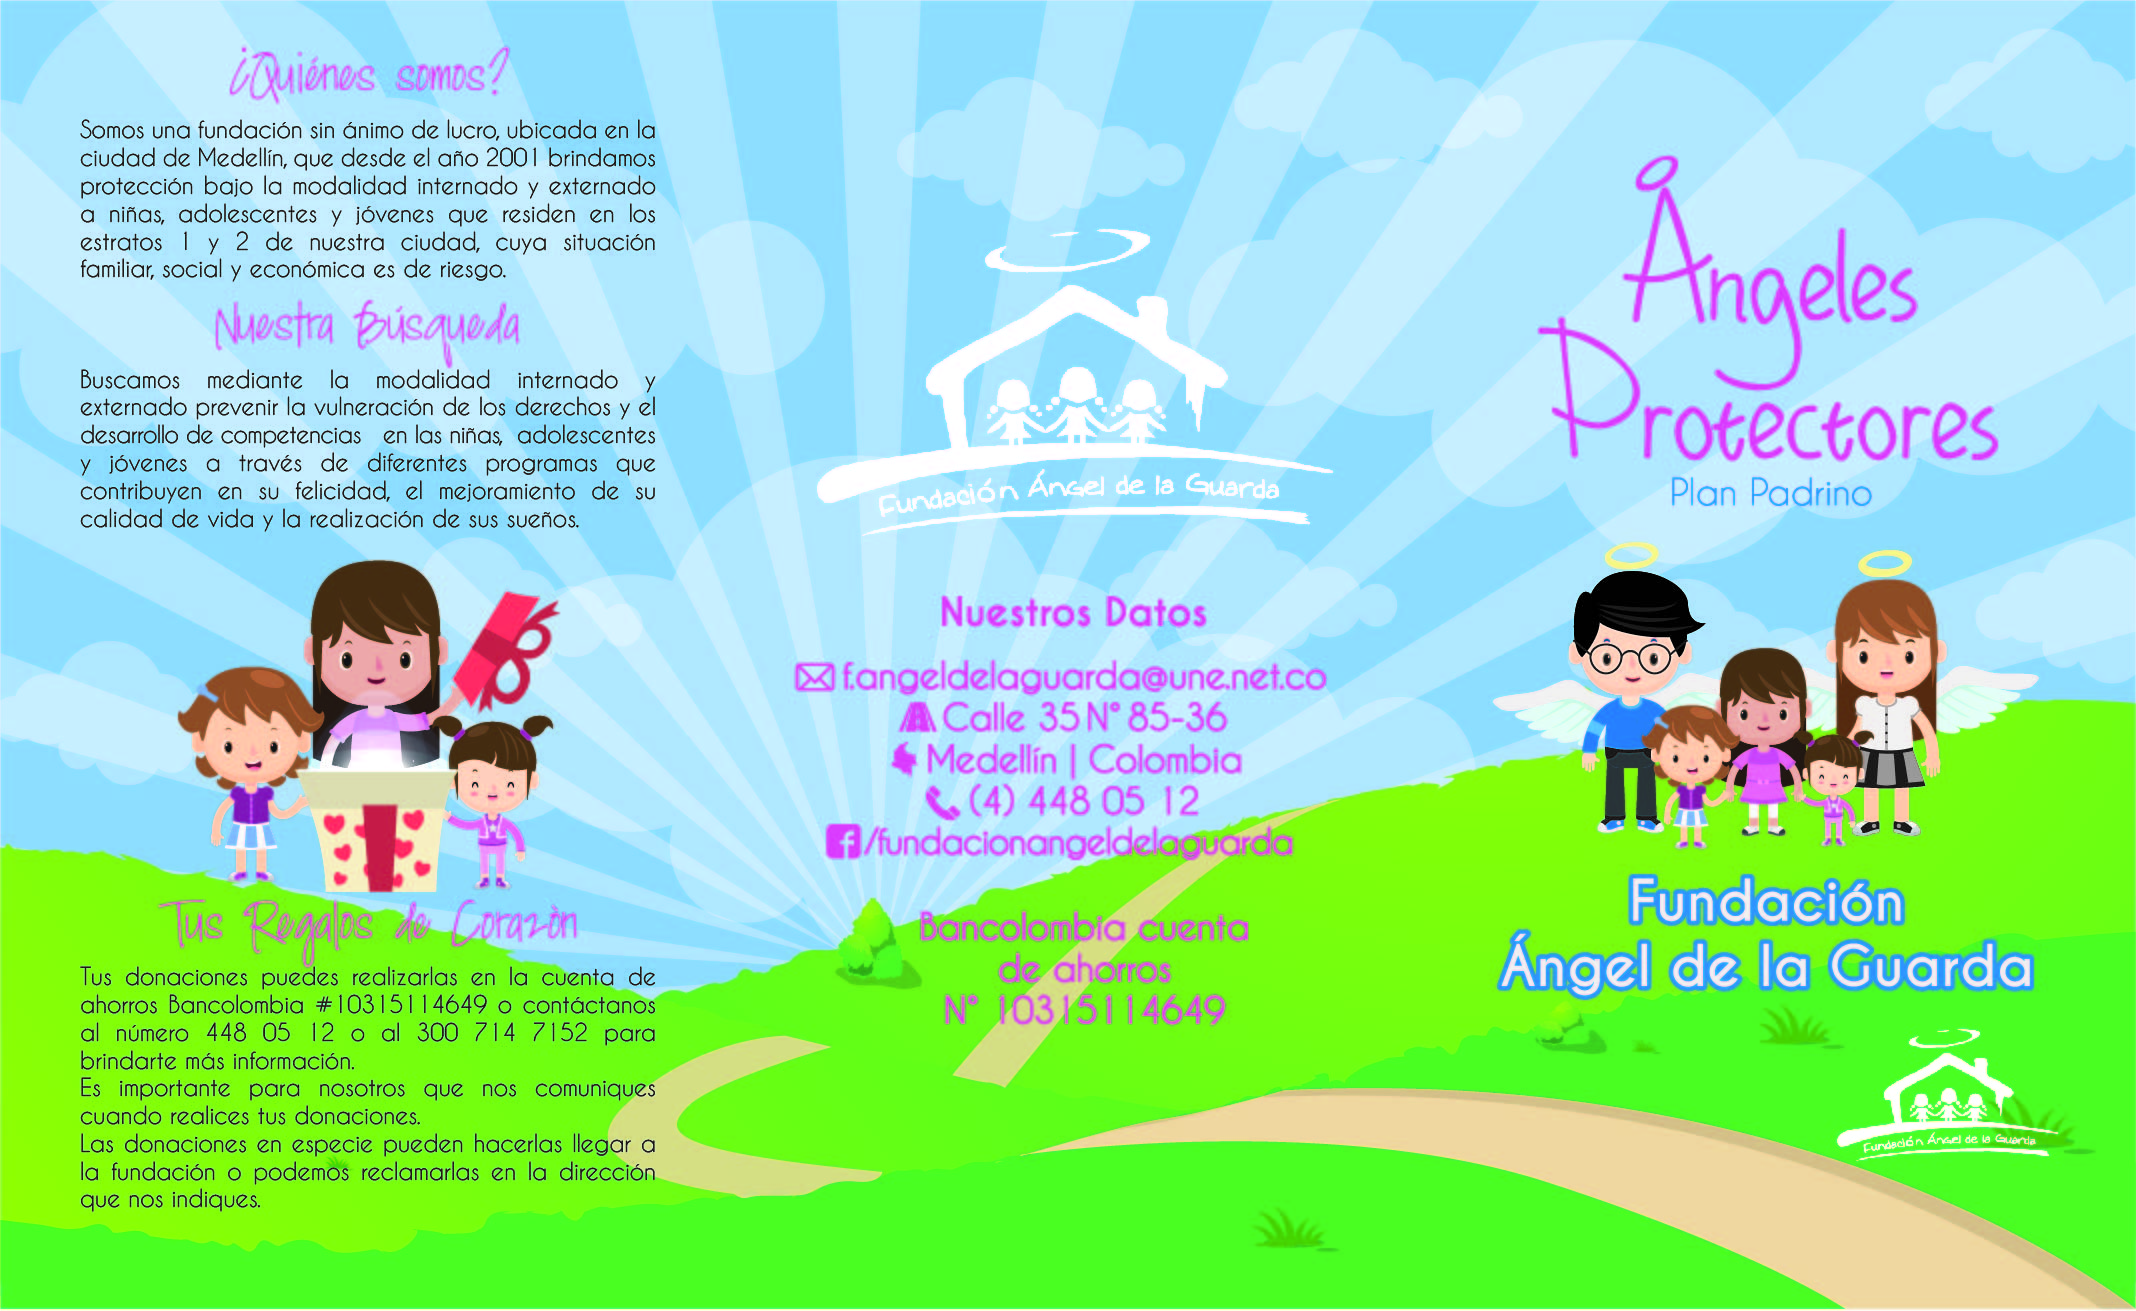 ¿Quiénes somos?
Somos una fundación sin ánimo de lucro, ubicada en la
ciudad de Medellín, que desde el año 2001 brindamos
protección bajo la modalidad internado y externado
a niñas, adolescentes y jóvenes que residen en los
estratos 1 y 2 de nuestra ciudad, cuya situación
familiar, social y económica es de riesgo.
Nuestra Búsqueda
Buscamos mediante la modalidad internado y
externado prevenir la vulneración de los derechos y el
desarrollo de competencias en las niñas, adolescentes
y jóvenes a través de diferentes programas que
contribuyen en su felicidad, el mejoramiento de su
calidad de vida y la realización de sus sueños.
Tus Regalos de Corazòn
Tus donaciones puedes realizarlas en la cuenta de
ahorros Bancolombia #10315114649 o contáctanos
al número 448 05 12 o al 300 714 7152 para
brindarte más información.
Es importante para nosotros que nos comuniques
cuando realices tus donaciones.
Las donaciones en especie pueden hacerlas llegar a
la fundación o podemos reclamarlas en la dirección
que nos indiques.
Fundación Ángel de la Guarda
Nuestros Datos
f.angeldelaguarda@une.net.co
Calle 35 N° 85-36
Medellín | Colombia
(4) 448 05 12
/fundacionangeldelaguarda
Bancolombia cuenta
de ahorros
N° 10315114649
Ángeles
Protectores
Plan Padrino
Fundación
Ángel de la Guarda
Fundación Ángel de la Guarda